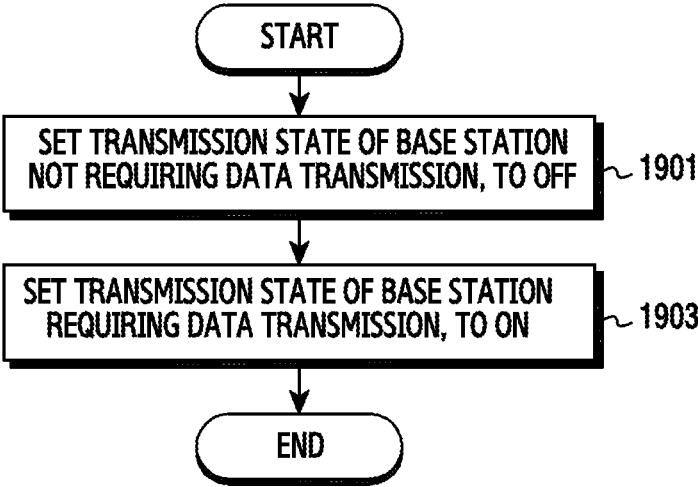 START
SET TRANSMISSION STATE OF BASE STATION
NOT REQUIRING DATA TRANSMISSION, TO OFF
1901
SET TRANSMISSION STATE OF BASE STATION
REQUIRING DATA TRANSMISSION, TO ON
1903
END